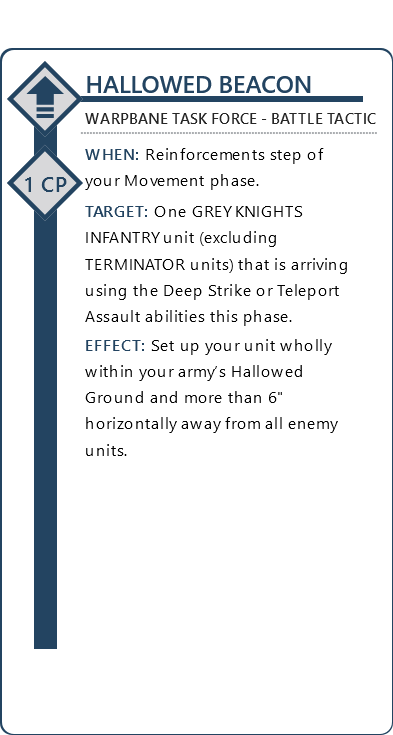 HALLOWED BEACON
WARPBANE TASK FORCE - BATTLE TACTIC
WHEN: Reinforcements step of
1 CP
your Movement phase.
TARGET: One GREY KNIGHTS
INFANTRY unit (excluding
TERMINATOR units) that is arriving
using the Deep Strike or Teleport
Assault abilities this phase.
EFFECT: Set up your unit wholly
within your army’s Hallowed
Ground and more than 6"
horizontally away from all enemy
units.